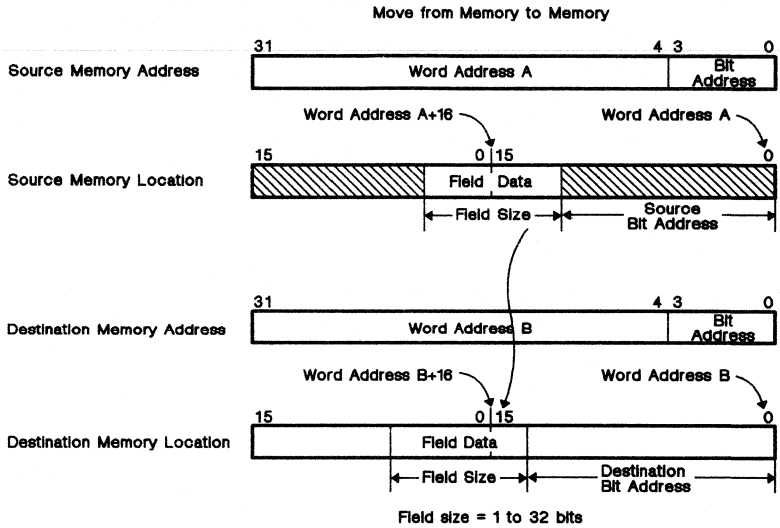 Move from Memory to Memory
31 4 3 0
Source Memory Address Word Address A Bit Address
Word Address A+16 Word Address A
15 0 15 0
Source Memory Location Field Data
Field Size Source Bit Address
31 4 3 0
Destination Memory Address Word Address B Bit Address
Word Address B+16 Word Address B
15 0 15 0
Destination Memory Location Field Data
Field Size Destination Bit Address
Field size = 1 to 32 bits